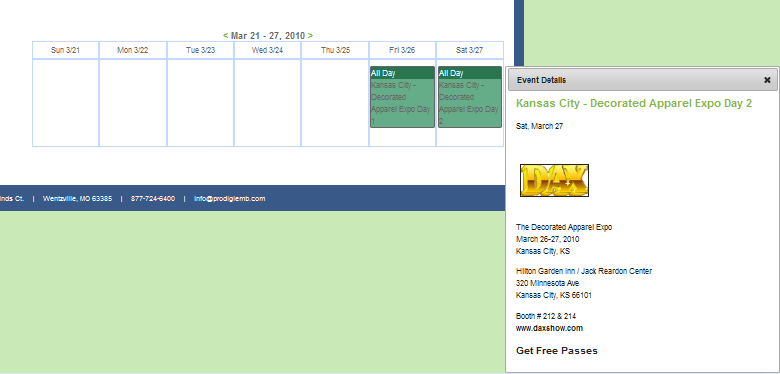 < Mar 21 - 27, 2010 >
Sun 3/21 Mon 3/22 Tue 3/23 Wed 3/24 Thu 3/25 Fri 3/26 Sat 3/27
All Day
Kansas City -
Decorated
Apparel Expo Day
1
All Day
Kansas City -
Decorated
Apparel Expo Day
2
inds Ct. | Wentzville, MO 63385 | 877-724-6400 | info@prodigiemb.com
Event Details ✖
Kansas City - Decorated Apparel Expo Day 2
Sat, March 27
DAX
The Decorated Apparel Expo
March 26-27, 2010
Kansas City, KS
Hilton Garden Inn / Jack Reardon Center
320 Minnesota Ave
Kansas City, KS 66101
Booth # 212 & 214
www.daxshow.com
Get Free Passes